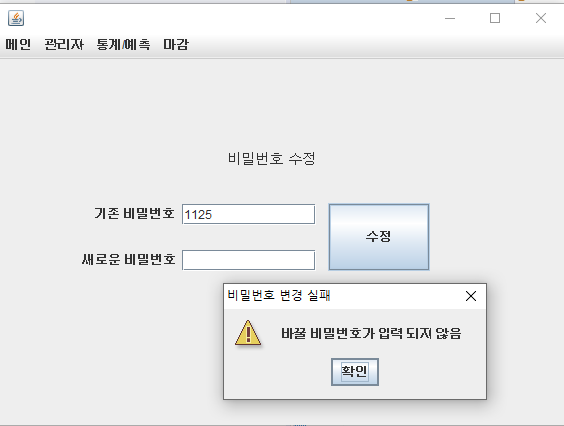 메인 관리자 통계/예측 마감
비밀번호 수정
기존 비밀번호 1125
수정
새로운 비밀번호
비밀번호 변경 실패
바꿀 비밀번호가 입력 되지 않음
확인